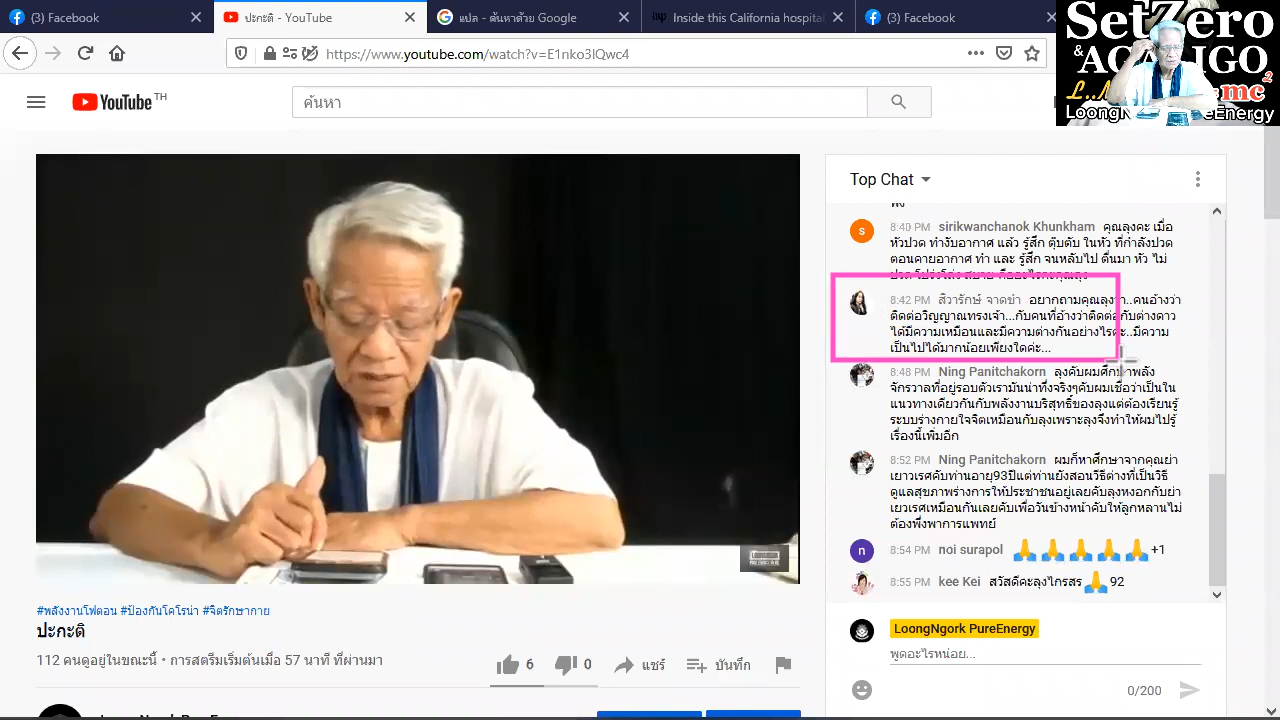 (3) Facebook
ปะกะติ - YouTube
แปล - ค้นหาด้วย Google
Inside this California hospital
(3) Facebook
https://www.youtube.com/watch?v=E1nko3lQwc4
SetZero
&
LoongN
eEnergy
YouTube TH
ค้นหา
Top Chat
8:40 PM sirikwanchanok Khunkham คุณลุงคะ เมื่อ
หัวปวด ทำงับอากาศ แล้ว รู้สึก ตุ๊บตับ ในหัว ที่กำลังปวด
ตอนคายอากาศ ทำ และ รู้สึก จนหลับไป ตื่นมา หัว ไม่
ปวด โปร่งโล่ง สบาย คืออะไรคะคุณลุง
8:42 PM สิวารักษ์ จาดขำ อยากถามคุณลุงว่า..คนอ้างว่า
ติดต่อวิญญาณทรงเจ้า...กับคนที่อ้างว่าติดต่อกับต่างดาว
ได้มีความเหมือนและมีความต่างกันอย่างไรค่ะ..มีความ
เป็นไปได้มากน้อยเพียงใดค่ะ...
8:48 PM Ning Panitchakorn ลุงคับผมศึกษาพลัง
จักรวาลที่อยู่รอบตัวเรามันน่าพึ่งจริงๆคับผมเชื่อว่าเป็นใน
แนวทางเดียวกันกับพลังงานบริสุทธิ์ของลุงแต่ต้องเรียนรู้
ระบบร่างกายใจจิตเหมือนกับลุงเพราะลุงจึงทำให้ผมไปรู้
เรื่องนี้เพิ่มอีก
8:52 PM Ning Panitchakorn ผมก็หาศึกษาจากคุณย่า
เยาวเรศคับท่านอายุ93ปีแต่ท่านยังสอนวิธีต่างที่เป็นวิธี
ดูแลสุขภาพร่างการให้ประชาชนอยู่เลยคับลุงหงอกกับย่า
เยวเรศเหมือนกันเลยคับเพื่อวันข้างหน้าคับให้ลูกหลานไม่
ต้องพึ่งพาการแพทย์
8:54 PM noi surapol 🙏🙏🙏🙏🙏+1
8:55 PM kee Kei สวัสดีคะลุงไกรสร🙏92
#พลังงานโฟตอน #ป้องกันโคโรน่า #จิตรักษากาย
ปะกะติ
112 คนดูอยู่ในขณะนี้ • การสตรีมเริ่มต้นเมื่อ 57 นาที ที่ผ่านมา
6
0
แชร์
บันทึก
LoongNgork PureEnergy
พูดอะไรหน่อย...
0/200